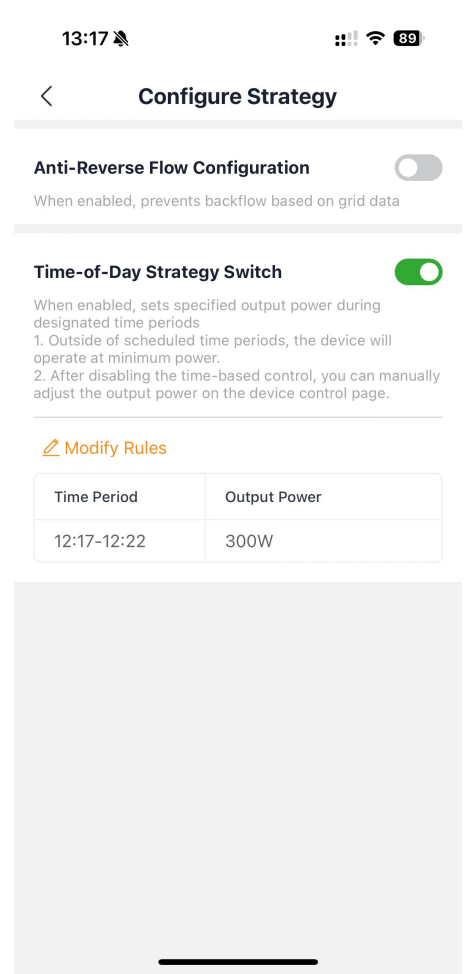 13:17
89
Configure Strategy
Anti-Reverse Flow Configuration
When enabled, prevents backflow based on grid data
Time-of-Day Strategy Switch
When enabled, sets specified output power during
designated time periods
1. Outside of scheduled time periods, the device will
operate at minimum power.
2. After disabling the time-based control, you can manually
adjust the output power on the device control page.
Modify Rules
Time Period Output Power
12:17-12:22 300W